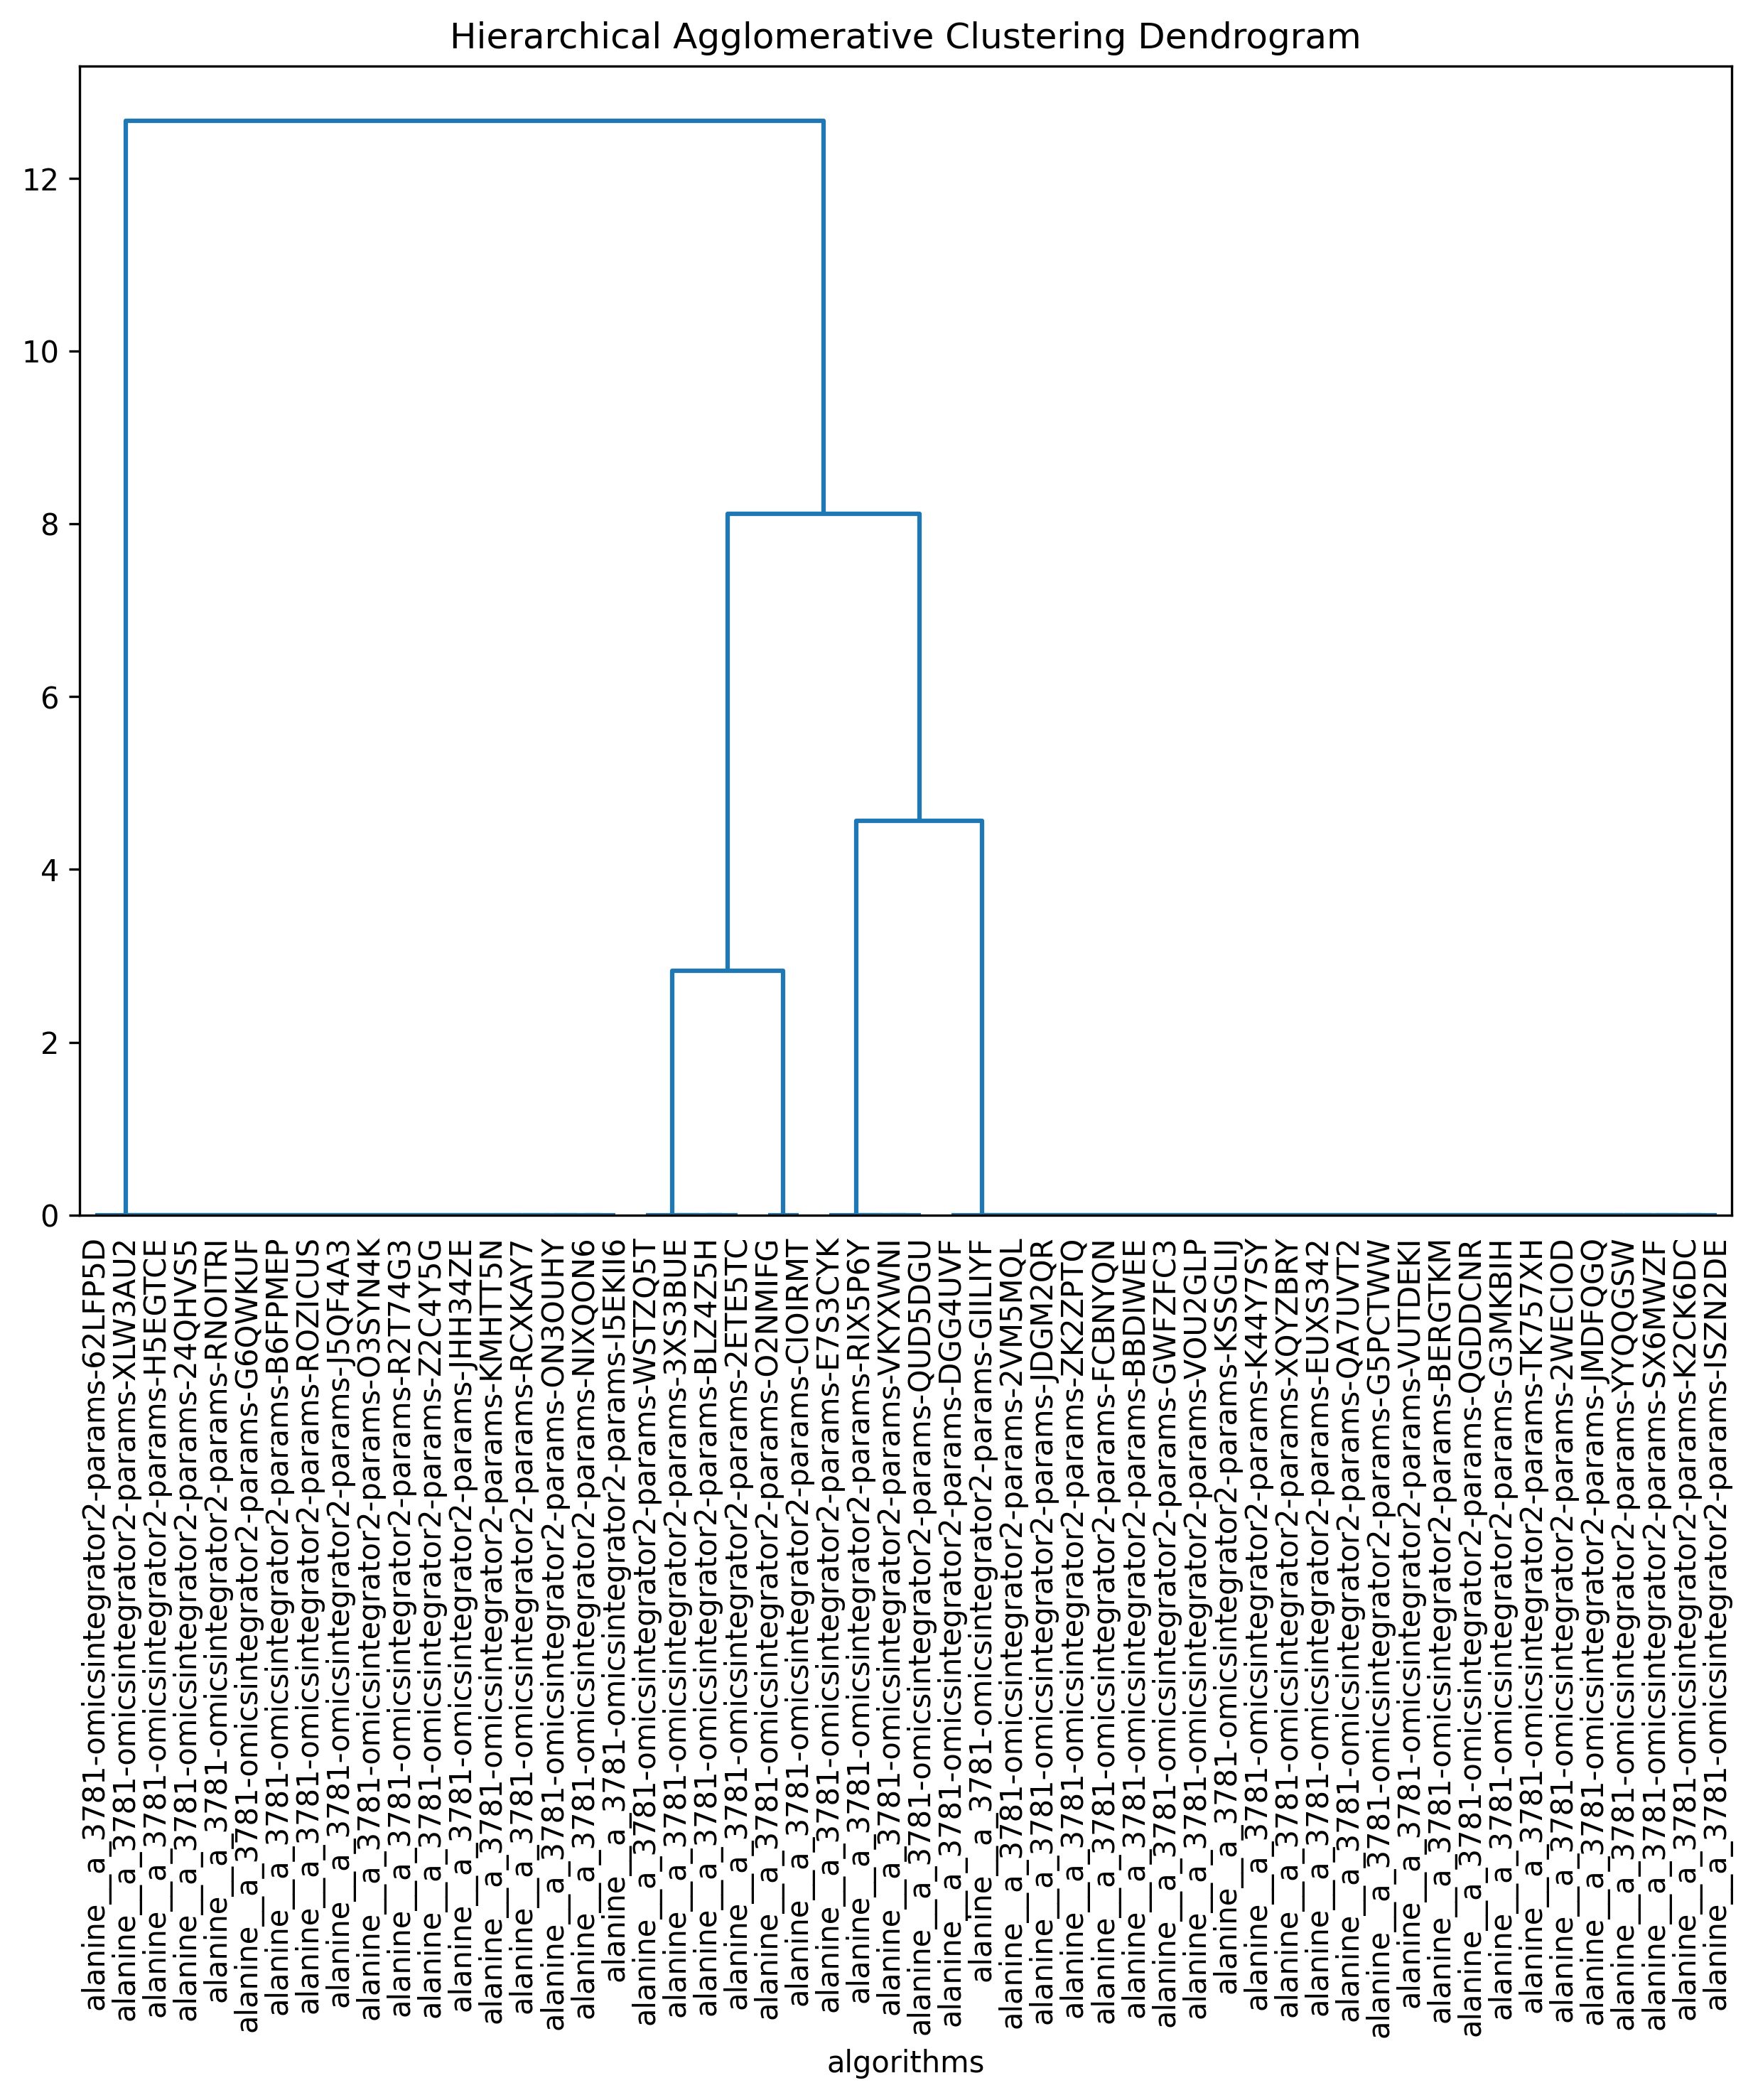 Hierarchical Agglomerative Clustering Dendrogram
12
10
8
6
4
2
0
alanine__a_3781-omicsintegrator2-params-62LFP5D
alanine__a_3781-omicsintegrator2-params-XLW3AU2
alanine__a_3781-omicsintegrator2-params-H5EGTCE
alanine__a_3781-omicsintegrator2-params-24QHVS5
alanine__a_3781-omicsintegrator2-params-RNOITRI
alanine__a_3781-omicsintegrator2-params-G6QWKUF
alanine__a_3781-omicsintegrator2-params-B6FPMEP
alanine__a_3781-omicsintegrator2-params-ROZICUS
alanine__a_3781-omicsintegrator2-params-J5QF4A3
alanine__a_3781-omicsintegrator2-params-O3SYN4K
alanine__a_3781-omicsintegrator2-params-R2T74G3
alanine__a_3781-omicsintegrator2-params-Z2C4Y5G
alanine__a_3781-omicsintegrator2-params-JHH34ZE
alanine__a_3781-omicsintegrator2-params-KMHTT5N
alanine__a_3781-omicsintegrator2-params-RCXKAY7
alanine__a_3781-omicsintegrator2-params-ON3OUHY
alanine__a_3781-omicsintegrator2-params-NIXQON6
alanine__a_3781-omicsintegrator2-params-I5EKII6
alanine__a_3781-omicsintegrator2-params-WSTZQ5T
alanine__a_3781-omicsintegrator2-params-3XS3BUE
alanine__a_3781-omicsintegrator2-params-BLZ4Z5H
alanine__a_3781-omicsintegrator2-params-2ETE5TC
alanine__a_3781-omicsintegrator2-params-O2NMIFG
alanine__a_3781-omicsintegrator2-params-CIOIRMT
alanine__a_3781-omicsintegrator2-params-E7S3CYK
alanine__a_3781-omicsintegrator2-params-RIX5P6Y
alanine__a_3781-omicsintegrator2-params-VKYXWNI
alanine__a_3781-omicsintegrator2-params-QUD5DGU
alanine__a_3781-omicsintegrator2-params-DGG4UVF
alanine__a_3781-omicsintegrator2-params-GIILIYF
alanine__a_3781-omicsintegrator2-params-2VM5MQL
alanine__a_3781-omicsintegrator2-params-JDGM2QR
alanine__a_3781-omicsintegrator2-params-ZK2ZPTQ
alanine__a_3781-omicsintegrator2-params-FCBNYQN
alanine__a_3781-omicsintegrator2-params-BBDIWEE
alanine__a_3781-omicsintegrator2-params-GWFZFC3
alanine__a_3781-omicsintegrator2-params-VOU2GLP
alanine__a_3781-omicsintegrator2-params-KSSGLIJ
alanine__a_3781-omicsintegrator2-params-K44Y7SY
alanine__a_3781-omicsintegrator2-params-XQYZBRY
alanine__a_3781-omicsintegrator2-params-EUXS342
alanine__a_3781-omicsintegrator2-params-QA7UVT2
alanine__a_3781-omicsintegrator2-params-G5PCTWW
alanine__a_3781-omicsintegrator2-params-VUTDEKI
alanine__a_3781-omicsintegrator2-params-BERGTKM
alanine__a_3781-omicsintegrator2-params-QGDDCNR
alanine__a_3781-omicsintegrator2-params-G3MKBIH
alanine__a_3781-omicsintegrator2-params-TK757XH
alanine__a_3781-omicsintegrator2-params-2WECIOD
alanine__a_3781-omicsintegrator2-params-JMDFQGQ
alanine__a_3781-omicsintegrator2-params-YYQQGSW
alanine__a_3781-omicsintegrator2-params-SX6MWZF
alanine__a_3781-omicsintegrator2-params-K2CK6DC
alanine__a_3781-omicsintegrator2-params-ISZN2DE
algorithms